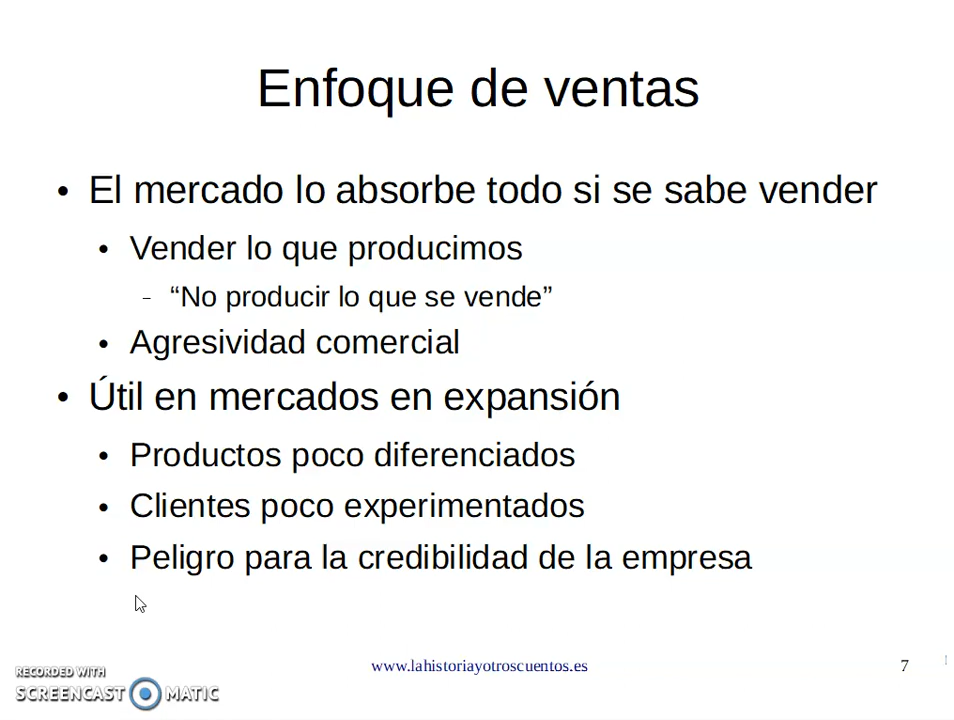 Enfoque de ventas
• El mercado lo absorbe todo si se sabe vender
• Vender lo que producimos
– “No producir lo que se vende”
• Agresividad comercial
• Útil en mercados en expansión
• Productos poco diferenciados
• Clientes poco experimentados
• Peligro para la credibilidad de la empresa
www.lahistoriayotroscuentos.es
7
RECORDED WITH
SCREENCAST MATIC